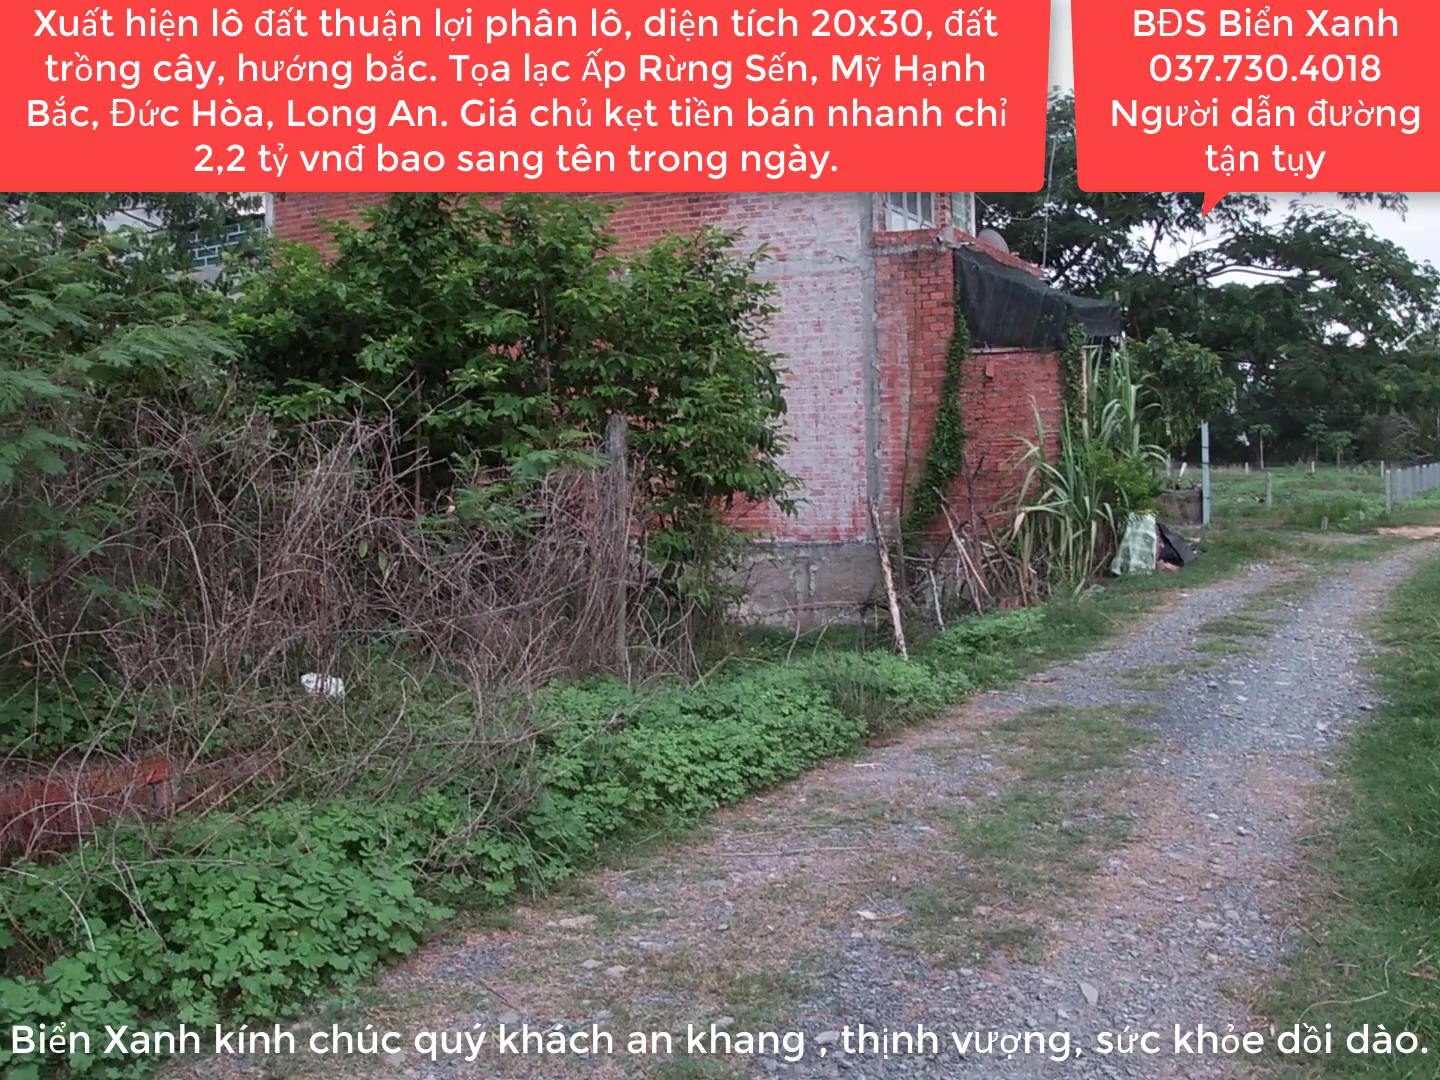 Xuất hiện lô đất thuận lợi phân lô, diện tích 20x30, đất
trồng cây, hướng bắc. Tọa lạc Ấp Rừng Sến, Mỹ Hạnh
Bắc, Đức Hòa, Long An. Giá chủ kẹt tiền bán nhanh chỉ
2,2 tỷ vnđ bao sang tên trong ngày.
BĐS Biển Xanh
037.730.4018
Người dẫn đường
tận tụy
Biển Xanh kính chúc quý khách an khang , thịnh vượng, sức khỏe dồi dào.